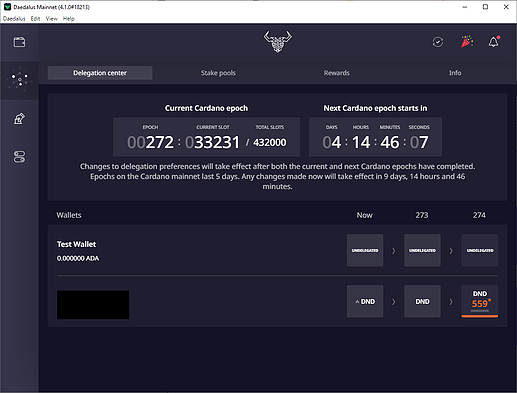 Daedalus Mainnet (4.1.0#18213)
Daedalus Edit View Help
Delegation center Stake pools Rewards Info
Current Cardano epoch Next Cardano epoch starts in
EPOCH CURRENT SLOT TOTAL SLOTS DAYS HOURS MINUTES SECONDS
00272 : 033231 / 432000 04 : 14 : 46 : 07
Changes to delegation preferences will take effect after both the current and next Cardano epochs have completed.
Epochs on the Cardano mainnet last 5 days. Any changes made now will take effect in 9 days, 14 hours and 46
minutes.
Wallets Now 273 274
Test Wallet
0.000000 ADA
UNDELEGATED UNDELEGATED UNDELEGATED
DND DND DND
559*